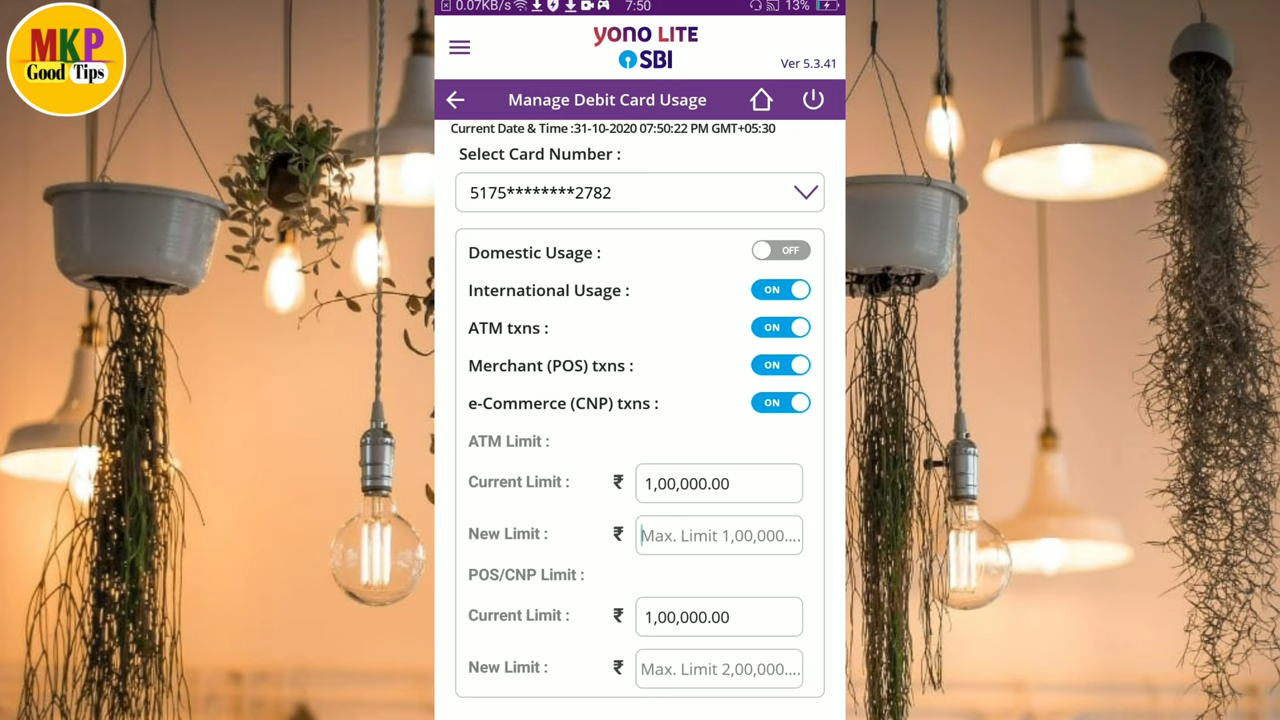 MKP
Good Tips
0.07KB/s 7:50 13%
yono LITE
SBI
Ver 5.3.41
Manage Debit Card Usage
Current Date & Time :31-10-2020 07:50:22 PM GMT+05:30
Select Card Number :
5175********2782
Domestic Usage : OFF
International Usage : ON
ATM txns : ON
Merchant (POS) txns : ON
e-Commerce (CNP) txns : ON
ATM Limit :
Current Limit : ₹ 1,00,000.00
New Limit : ₹ Max. Limit 1,00,000....
POS/CNP Limit :
Current Limit : ₹ 1,00,000.00
New Limit : ₹ Max. Limit 2,00,000....